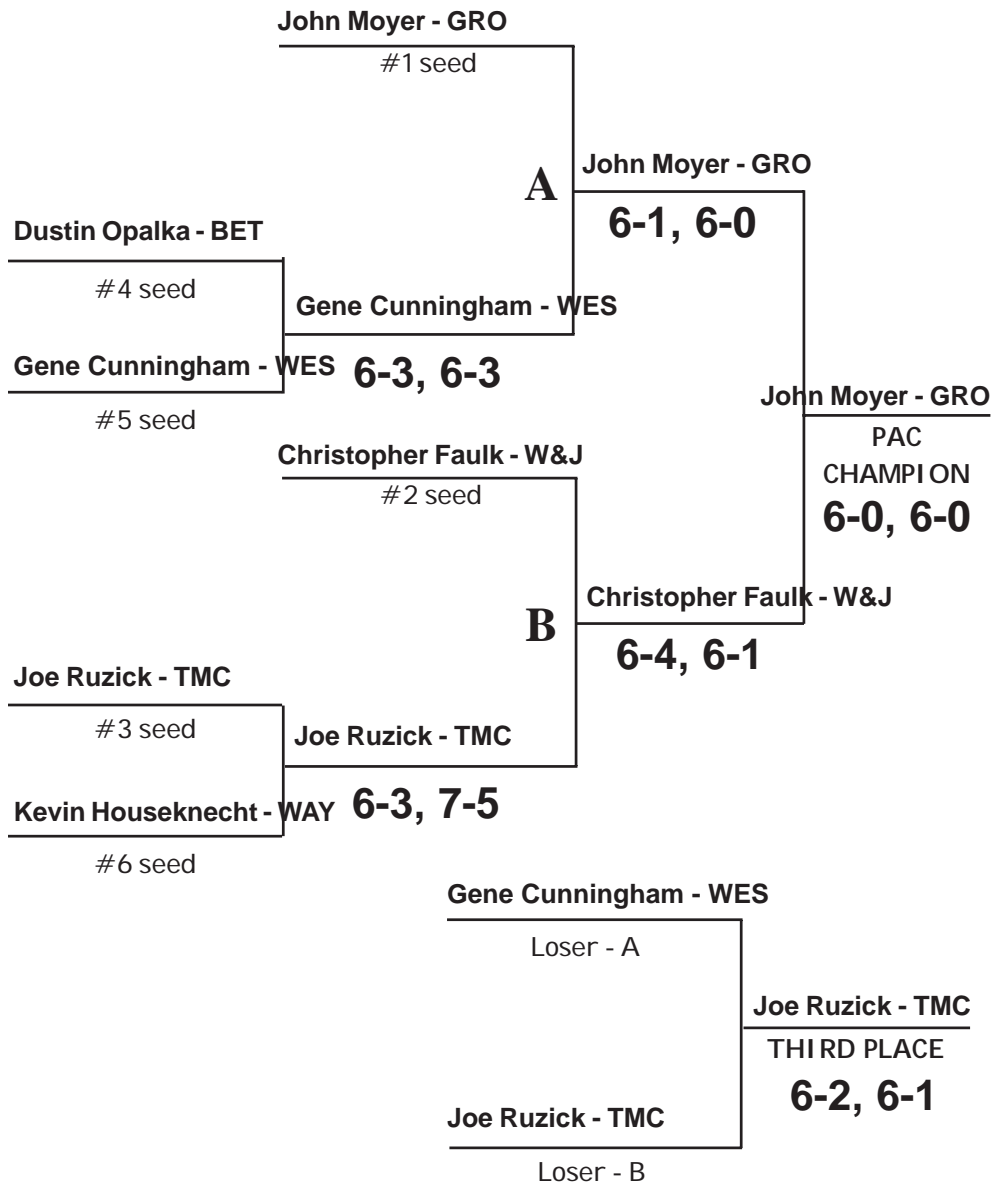 John Moyer - GRO
#1 seed
A
John Moyer - GRO
6-1, 6-0
Dustin Opalka - BET
#4 seed
Gene Cunningham - WES
Gene Cunningham - WES
6-3, 6-3
#5 seed
John Moyer - GRO
PAC
CHAMPION
6-0, 6-0
Christopher Faulk - W&J
#2 seed
B
Christopher Faulk - W&J
6-4, 6-1
Joe Ruzick - TMC
#3 seed
Joe Ruzick - TMC
Kevin Houseknecht - WAY
6-3, 7-5
#6 seed
Gene Cunningham - WES
Loser - A
Joe Ruzick - TMC
THIRD PLACE
6-2, 6-1
Joe Ruzick - TMC
Loser - B